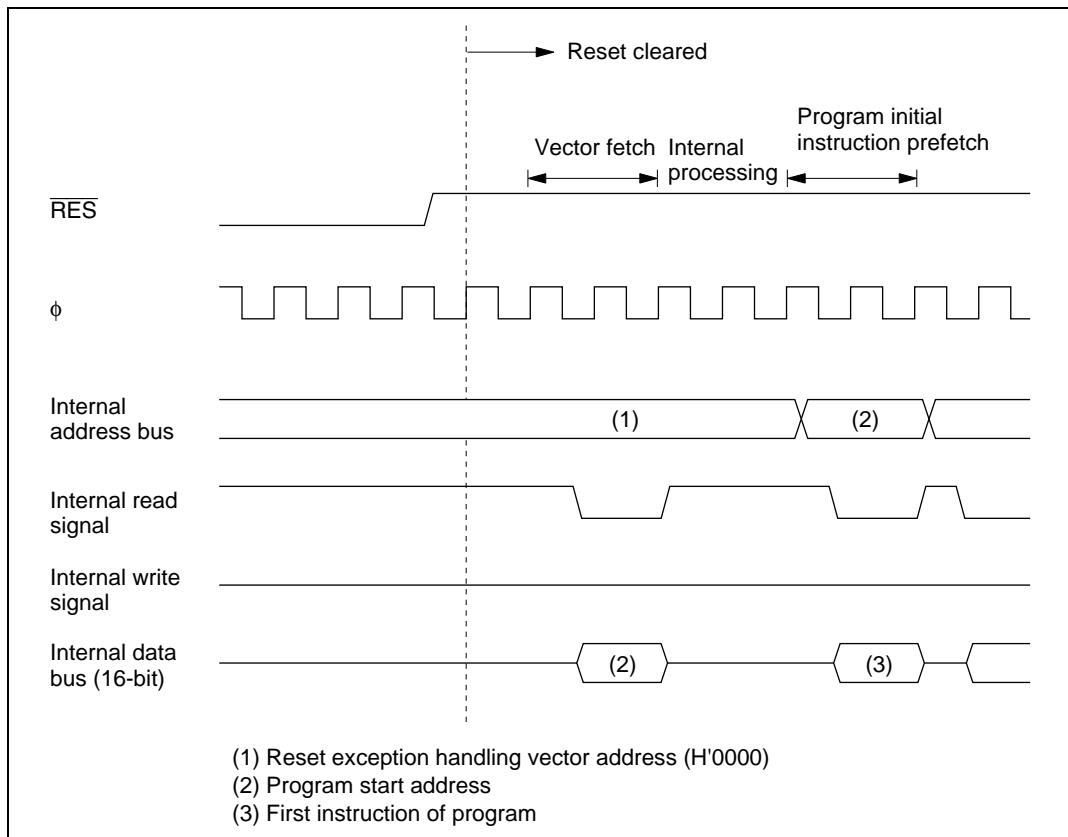 Reset cleared
Program initial
instruction prefetch
Vector fetch
Internal
processing
RES
ϕ
Internal
address bus
(1)
(2)
Internal read
signal
Internal write
signal
Internal data
bus (16-bit)
(2)
(3)
(1) Reset exception handling vector address (H'0000)
(2) Program start address
(3) First instruction of program